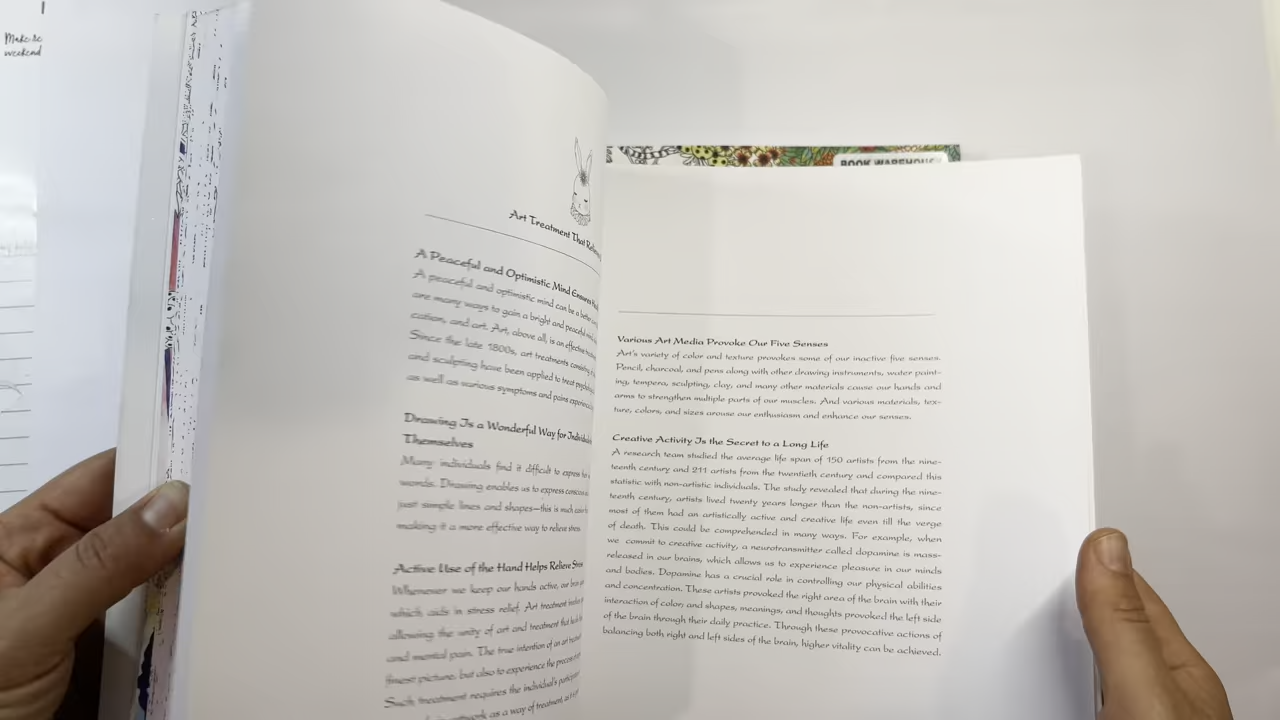 Make &
weekend
BOOK WAREHOUSE
Art Treatment That
A Peaceful and Optimistic Mind Ensures
A peaceful and optimistic mind can be a better
are many ways to gain a bright and peaceful
cation, and art. Art, above all, is an effective
Since the late 1800s, art treatments consisting
and sculpting have been applied to treat
as well as various symptoms and pains
Drawing Is a Wonderful Way for
Themselves
Many individuals find it difficult to express
words. Drawing enables us to express
just simple lines and shapes—this is much
making it a more effective way to relieve stress.
Active Use of the Hand Helps Relieve Stress
Whenever we keep our hands active, our brain
which aids in stress relief. Art treatment
allowing the unity of art and treatment that
and mental pain. The true intention of an art
finest picture, but also to experience the
Such treatment requires the individual's
as a way of treatment, as it
Various Art Media Provoke Our Five Senses
Art's variety of color and texture provokes some of our inactive five senses.
Pencil, charcoal, and pens along with other drawing instruments, water paint-
ing, tempera, sculpting, clay, and many other materials cause our hands and
arms to strengthen multiple parts of our muscles. And various materials, tex-
ture, colors, and sizes arouse our enthusiasm and enhance our senses.
Creative Activity Is the Secret to a Long Life
A research team studied the average life span of 150 artists from the nine-
teenth century and 211 artists from the twentieth century and compared this
statistic with non-artistic individuals. The study revealed that during the nine-
teenth century, artists lived twenty years longer than the non-artists, since
most of them had an artistically active and creative life even till the verge
of death. This could be comprehended in many ways. For example, when
we commit to creative activity, a neurotransmitter called dopamine is mass-
released in our brains, which allows us to experience pleasure in our minds
and bodies. Dopamine has a crucial role in controlling our physical abilities
and concentration. These artists provoked the right area of the brain with their
interaction of color, and shapes, meanings, and thoughts provoked the left side
of the brain through their daily practice. Through these provocative actions of
balancing both right and left sides of the brain, higher vitality can be achieved.